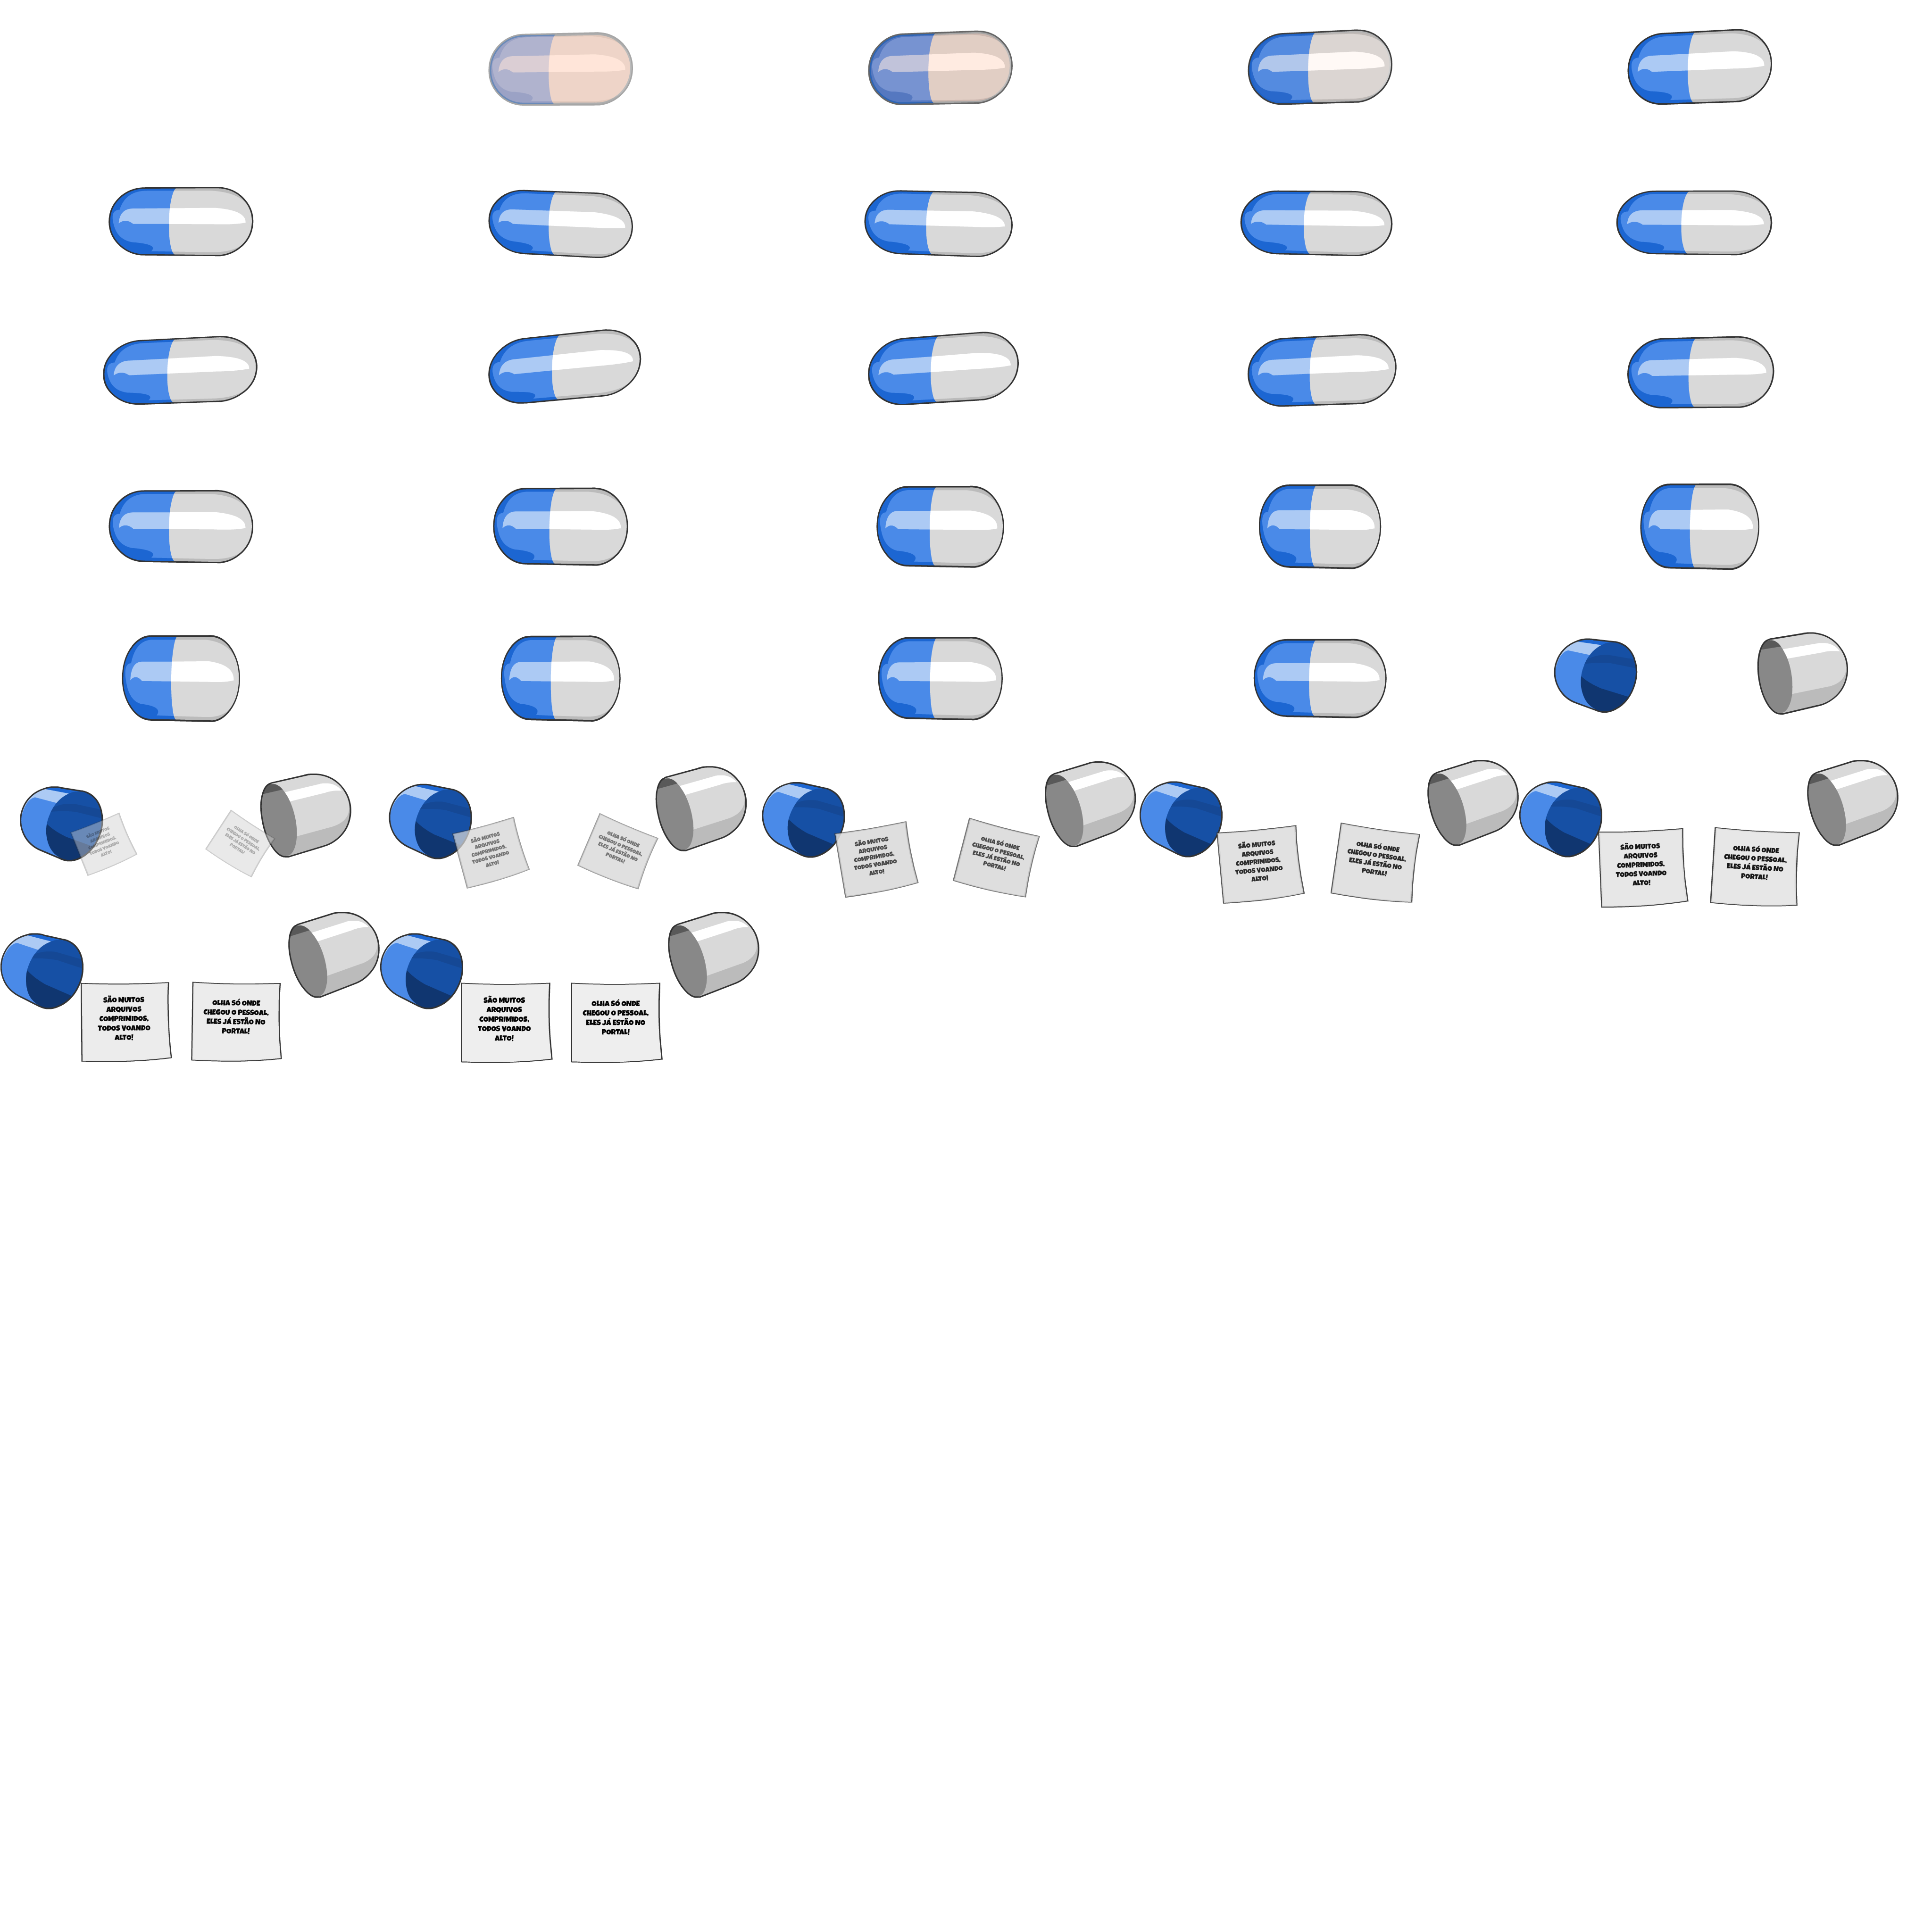 SÃO MUITOS
ARQUIVOS
COMPRIMIDOS,
TODOS VOANDO
ALTO!
OLHA SÓ ONDE
CHEGOU O PESSOAL,
ELES JÁ ESTÃO NO
PORTAL!
SÃO MUITOS
ARQUIVOS
COMPRIMIDOS,
TODOS VOANDO
ALTO!
OLHA SÓ ONDE
CHEGOU O PESSOAL,
ELES JÁ ESTÃO NO
PORTAL!
SÃO MUITOS
ARQUIVOS
COMPRIMIDOS,
TODOS VOANDO
ALTO!
OLHA SÓ ONDE
CHEGOU O PESSOAL,
ELES JÁ ESTÃO NO
PORTAL!
SÃO MUITOS
ARQUIVOS
COMPRIMIDOS,
TODOS VOANDO
ALTO!
OLHA SÓ ONDE
CHEGOU O PESSOAL,
ELES JÁ ESTÃO NO
PORTAL!
SÃO MUITOS
ARQUIVOS
COMPRIMIDOS,
TODOS VOANDO
ALTO!
OLHA SÓ ONDE
CHEGOU O PESSOAL,
ELES JÁ ESTÃO NO
PORTAL!
SÃO MUITOS
ARQUIVOS
COMPRIMIDOS,
TODOS VOANDO
ALTO!
OLHA SÓ ONDE
CHEGOU O PESSOAL,
ELES JÁ ESTÃO NO
PORTAL!
SÃO MUITOS
ARQUIVOS
COMPRIMIDOS,
TODOS VOANDO
ALTO!
OLHA SÓ ONDE
CHEGOU O PESSOAL,
ELES JÁ ESTÃO NO
PORTAL!